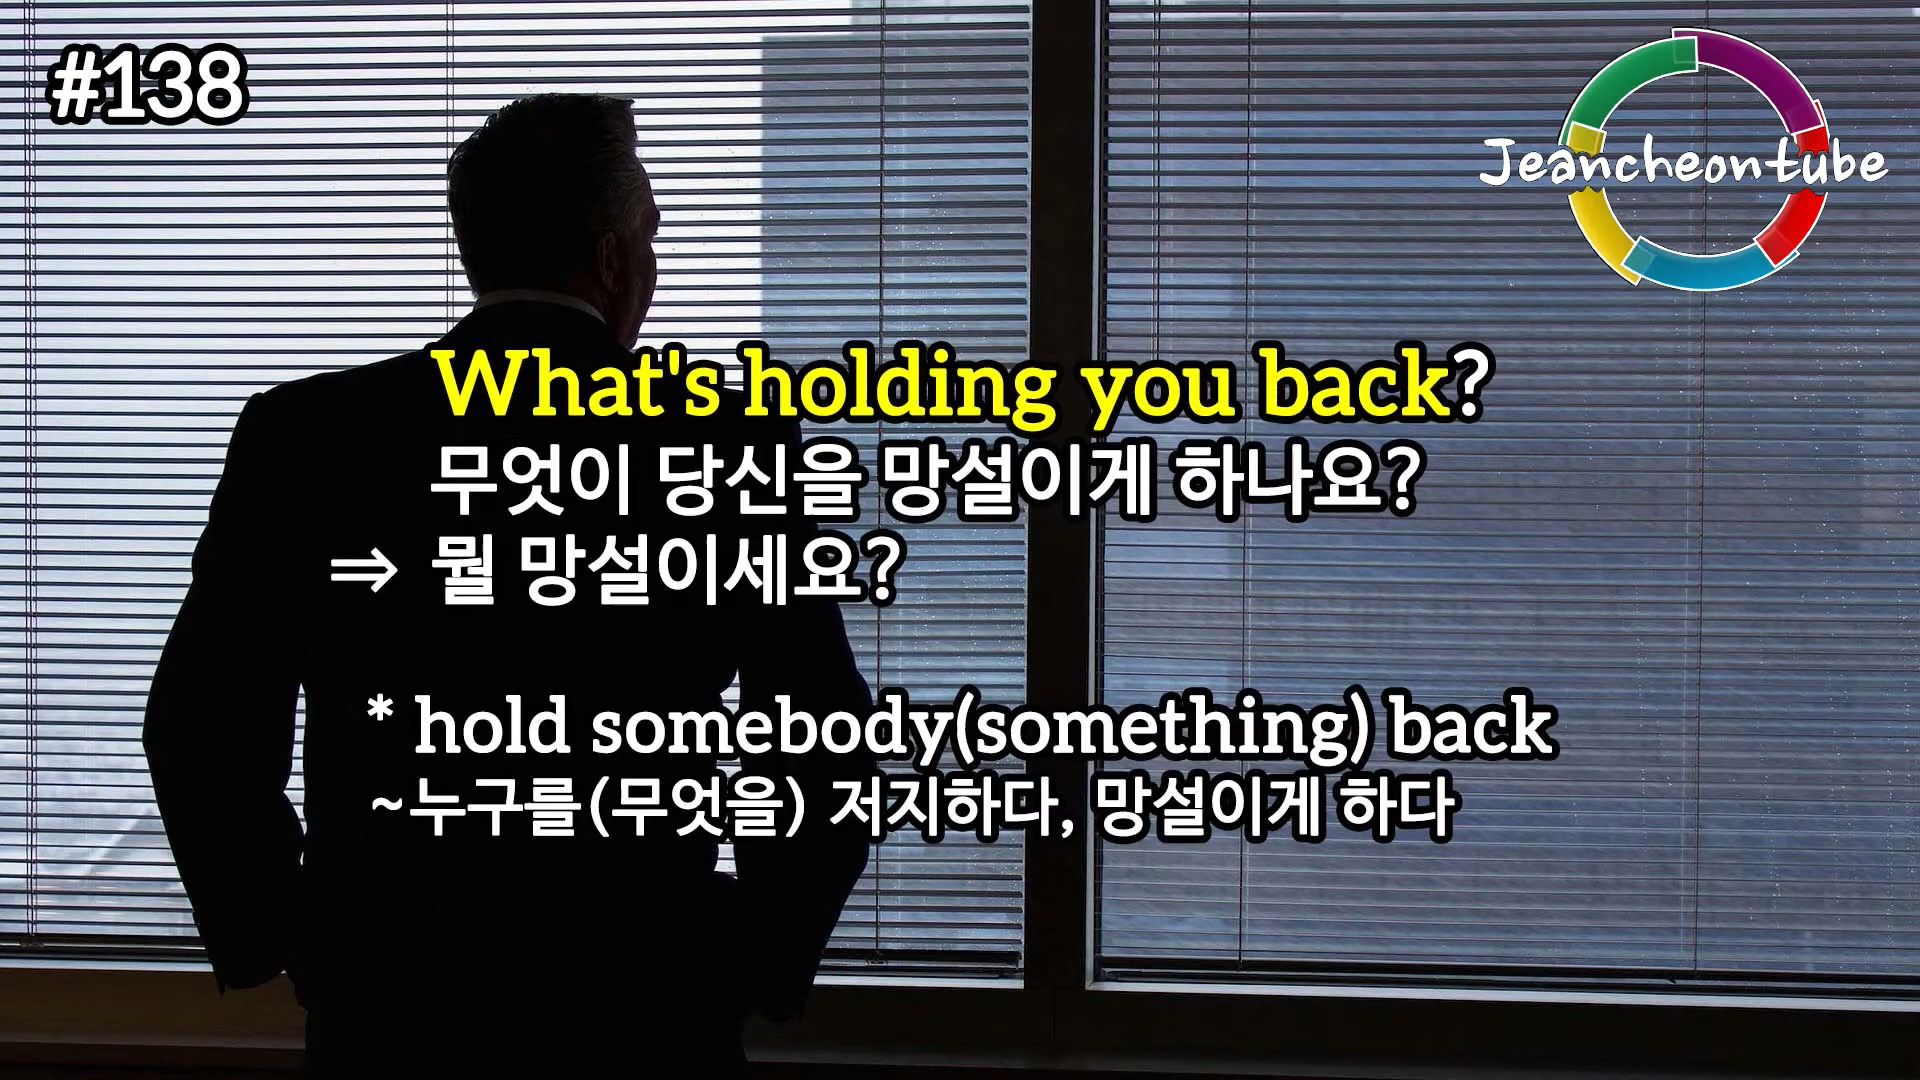 #138
Jeancheontube
What's holding you back?
무엇이 당신을 망설이게 하나요?
⇒ 뭘 망설이세요?
* hold somebody(something) back
~누구를(무엇을) 저지하다, 망설이게 하다